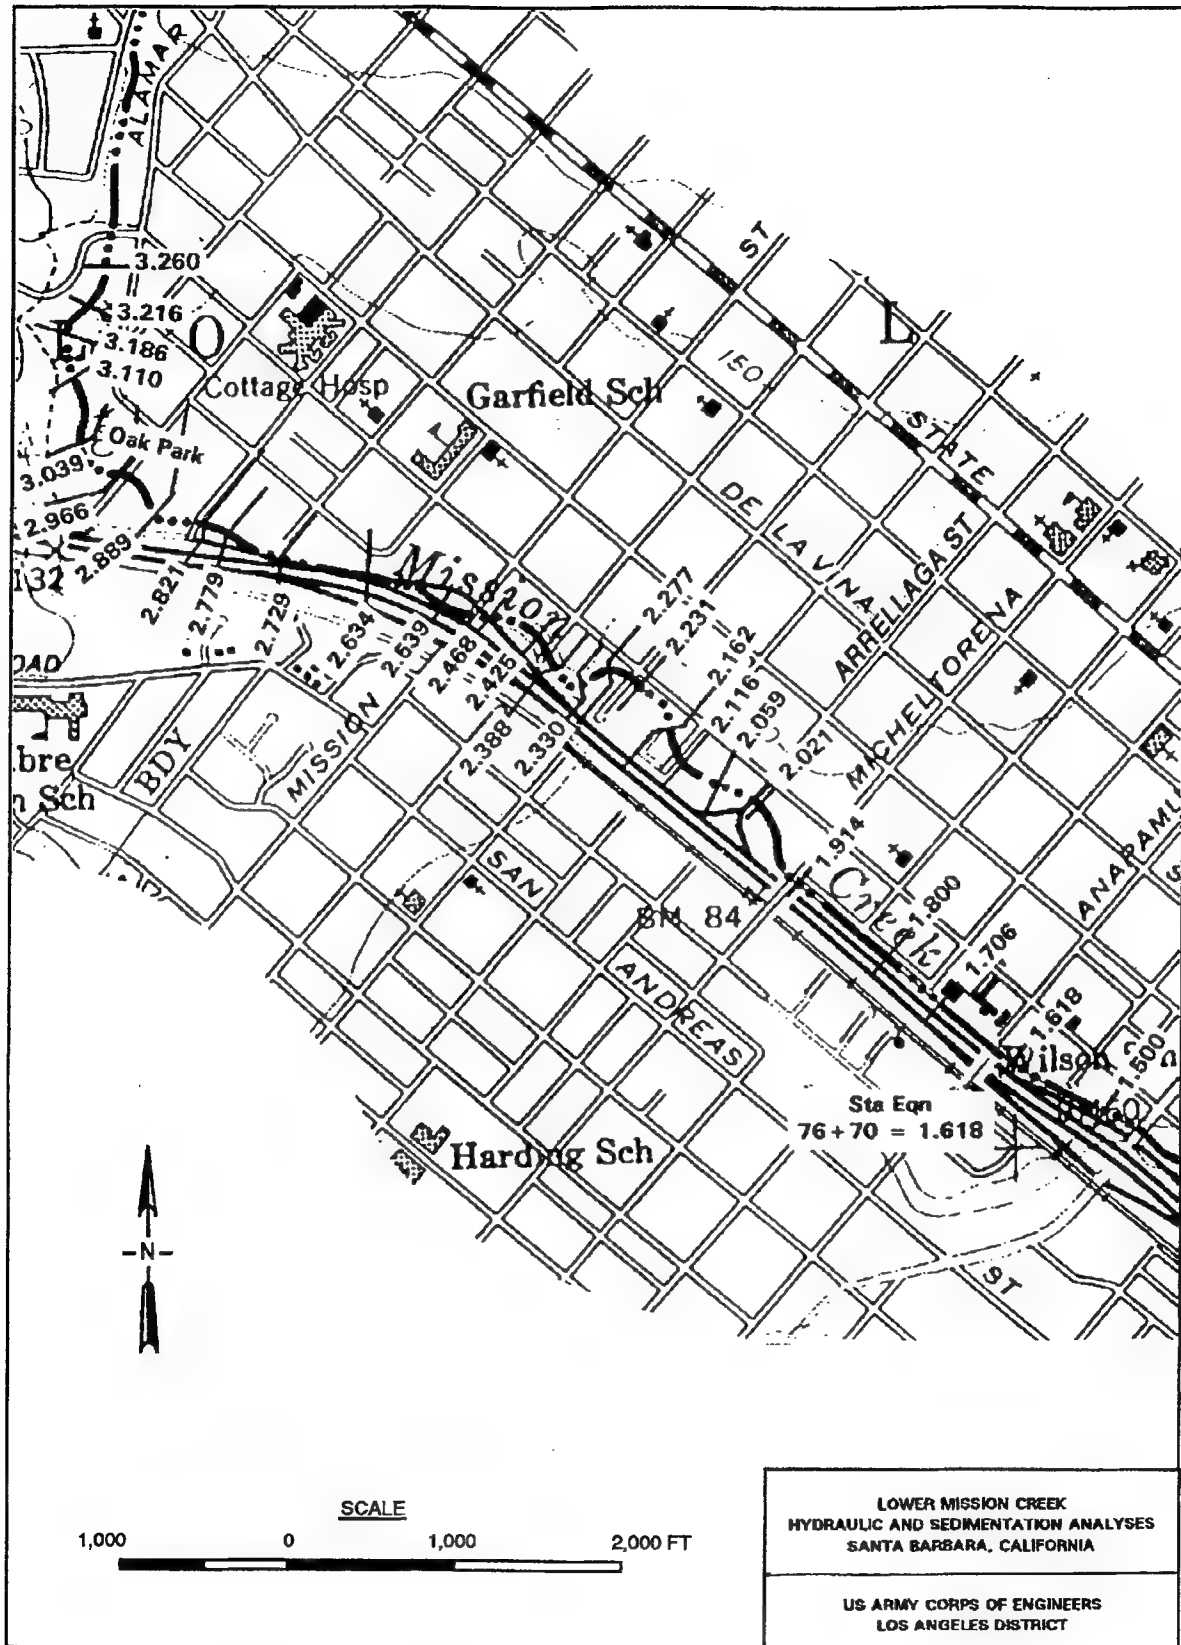 ALAMAR
3.260
3.216
3.186
3.110
O
L
ST
150
Cottage Hosp
Garfield Sch
Oak Park
STATE
3.039
2.966
2.889
2.821
2.779
2.729
2.634
2.539
2.468
2.425
2.388
2.330
2.277
2.231
2.162
2.116
2.059
2.021
1.914
1.800
1.706
1.618
1.500
Mission
Creek
DE LA VINA
ARRELLAGA ST
MICHELTORENA
ANAPAMU
132
BDY
MISSION
SAN
ANDREAS
ST
SM 84
n Sch
Wilson
Sta Eqn
76+70 = 1.618
Harding Sch
-N-
SCALE
1,000 0 1,000 2,000 FT
LOWER MISSION CREEK
HYDRAULIC AND SEDIMENTATION ANALYSES
SANTA BARBARA, CALIFORNIA
US ARMY CORPS OF ENGINEERS
LOS ANGELES DISTRICT